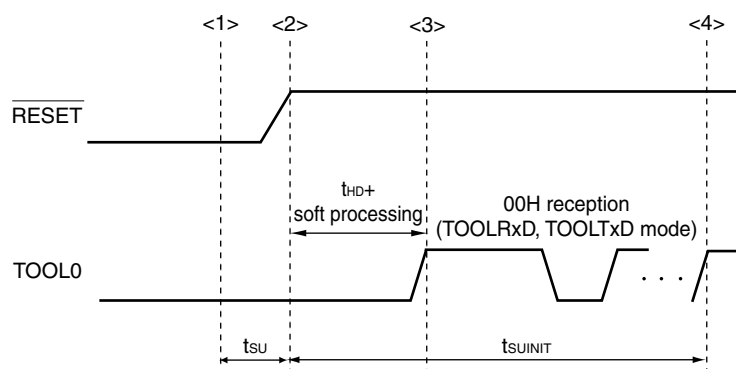 <1> <2> <3> <4>
RESET
tHD+
soft processing
00H reception
(TOOLRxD, TOOLTxD mode)
TOOL0
. . .
tSU tSUINIT